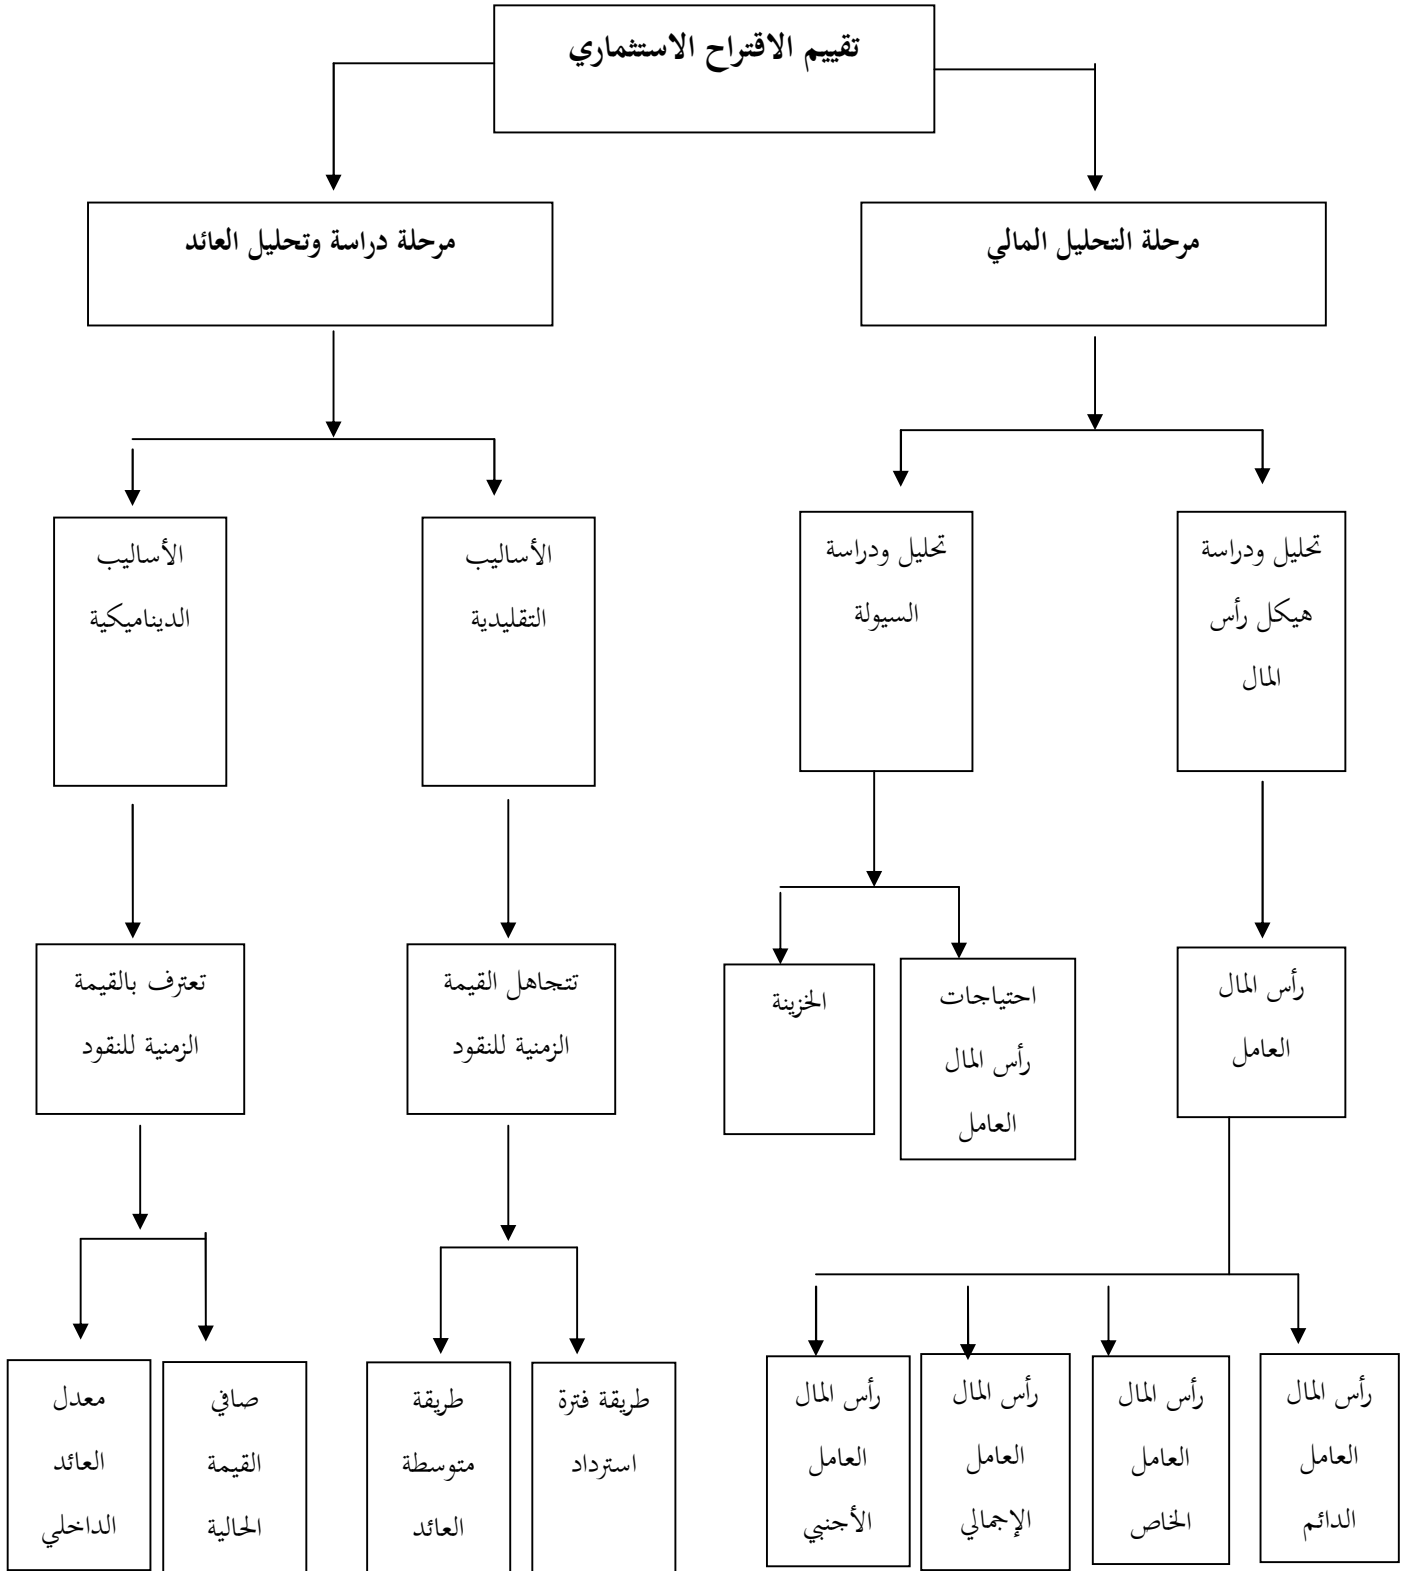 تقييم الاقتراح الاستثماري
مرحلة التحليل المالي
مرحلة دراسة وتحليل العائد
تحليل ودراسة
هيكل رأس
المال
تحليل ودراسة
السيولة
الأساليب
التقليدية
الأساليب
الديناميكية
رأس المال
العامل
احتياجات
رأس المال
العامل
الخزينة
تتجاهل القيمة
الزمنية للنقود
تعترف بالقيمة
الزمنية للنقود
رأس المال
العامل
الدائم
رأس المال
العامل
الخاص
رأس المال
العامل
الإجمالي
رأس المال
العامل
الأجنبي
طريقة فترة
استرداد
طريقة
متوسطة
العائد
صافي
القيمة
الحالية
معدل
العائد
الداخلي